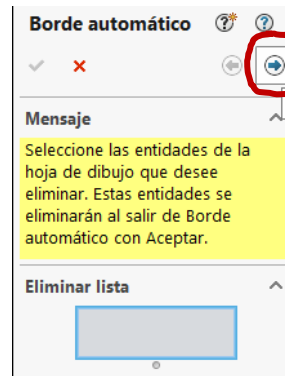 Borde automático
Mensaje
Seleccione las entidades de la
hoja de dibujo que desee
eliminar. Estas entidades se
eliminarán al salir de Borde
automático con Aceptar.
Eliminar lista